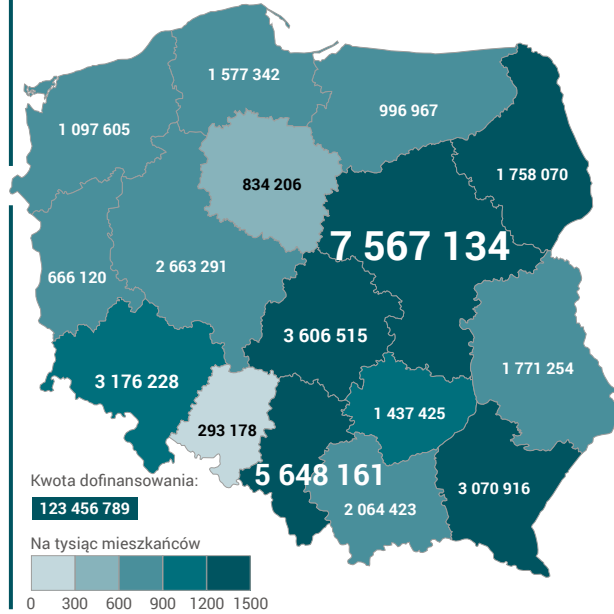 1 577 342
996 967
1 097 605
1 758 070
834 206
7 567 134
2 663 291
666 120
3 606 515
1 771 254
3 176 228
1 437 425
293 178
5 648 161
3 070 916
2 064 423
Kwota dofinansowania:
123 456 789
Na tysiąc mieszkańców
0 300 600 900 1200 1500